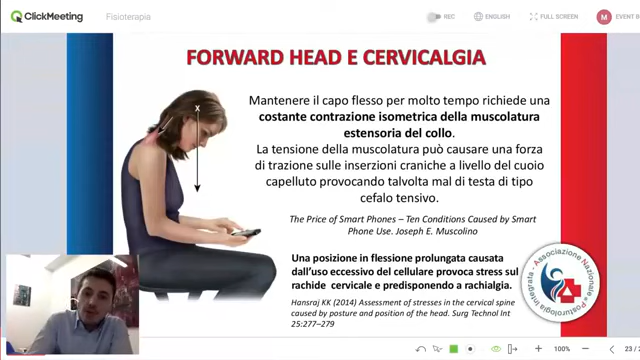 ClickMeeting
Fisioterapia
REC
ENGLISH
FULL SCREEN
M
EVENT B
FORWARD HEAD E CERVICALGIA
Mantenere il capo flesso per molto tempo richiede una
costante contrazione isometrica della muscolatura
estensoria del collo.
La tensione della muscolatura può causare una forza
di trazione sulle inserzioni craniche a livello del cuoio
capelluto provocando talvolta mal di testa di tipo
cefalo tensivo.
The Price of Smart Phones – Ten Conditions Caused by Smart
Phone Use. Joseph E. Muscolino
X
Una posizione in flessione prolungata causata
dall'uso eccessivo del cellulare provoca stress sul
rachide cervicale e predisponendo a rachialgia.
Hansraj KK (2014) Assessment of stresses in the cervical spine
caused by posture and position of the head. Surg Technol Int
25:277–279
Associazione Nazionale
Posturologia Integrata
100%
23/